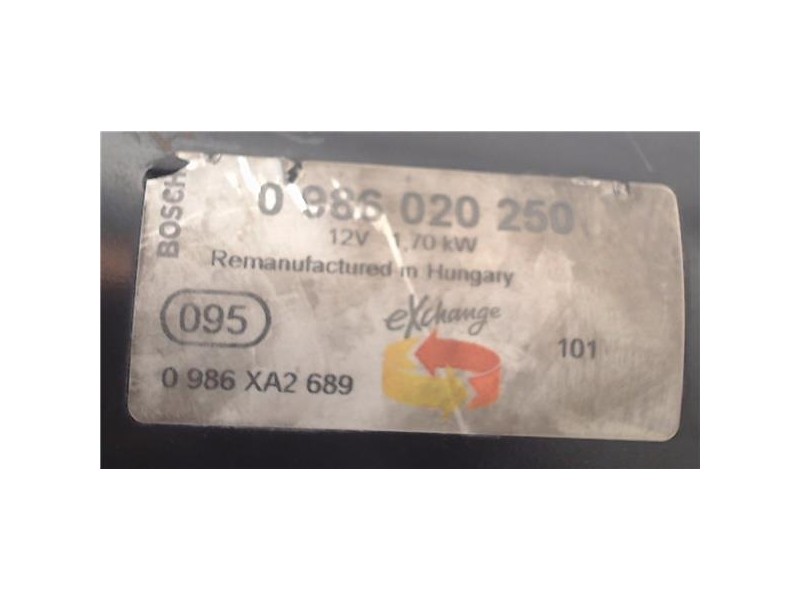 BOSCH
0 986 020 250
12V 1,70 kW
Remanufactured in Hungary
095
eXchange
101
0 986 XA2 689